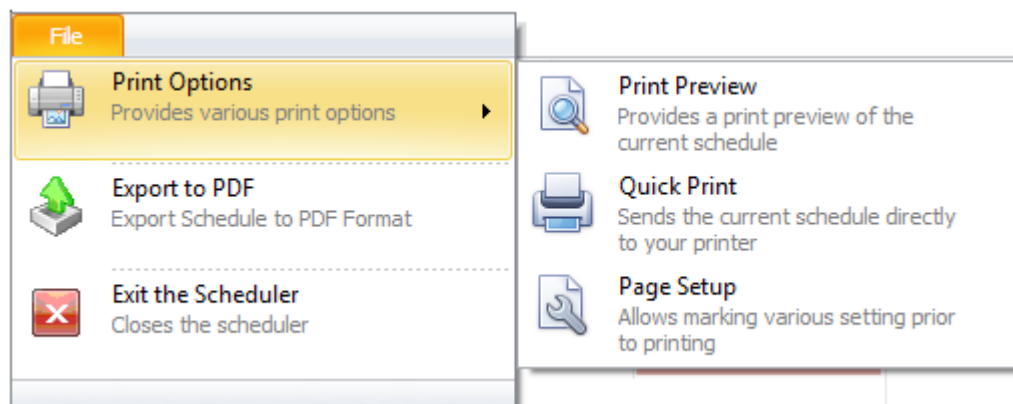 File
Print Options
Provides various print options
Export to PDF
Export Schedule to PDF Format
Exit the Scheduler
Closes the scheduler
Print Preview
Provides a print preview of the
current schedule
Quick Print
Sends the current schedule directly
to your printer
Page Setup
Allows marking various setting prior
to printing